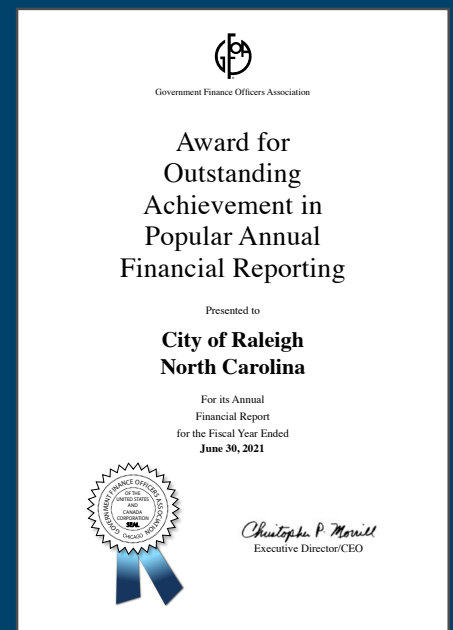 GFOA
Government Finance Officers Association
Award for
Outstanding
Achievement in
Popular Annual
Financial Reporting
Presented to
City of Raleigh
North Carolina
For its Annual
Financial Report
for the Fiscal Year Ended
June 30, 2021
GOVERNMENT FINANCE OFFICERS ASSOCIATION
OF THE
UNITED STATES
AND
CANADA
CORPORATION
SEAL
CHICAGO
Christopher P. Morrill
Executive Director/CEO